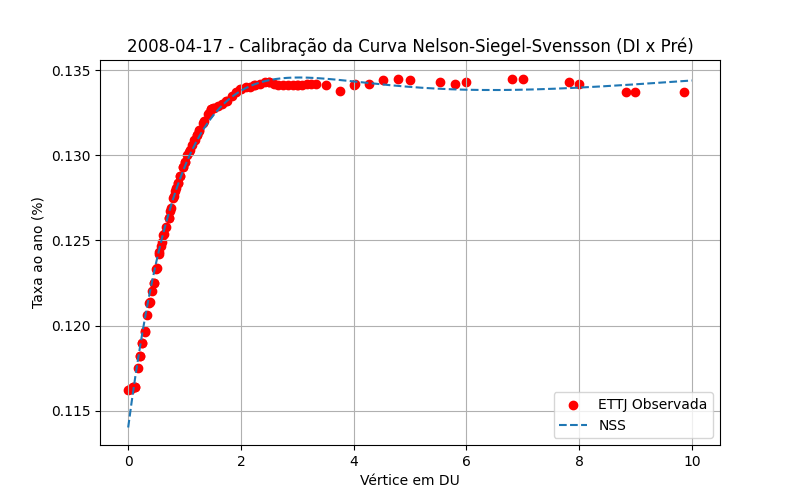 2008-04-17 - Calibração da Curva Nelson-Siegel-Svensson (DI x Pré)
Taxa ao ano (%)
0.135
0.130
0.125
0.120
0.115
ETTJ Observada
NSS
0 2 4 6 8 10
Vértice em DU